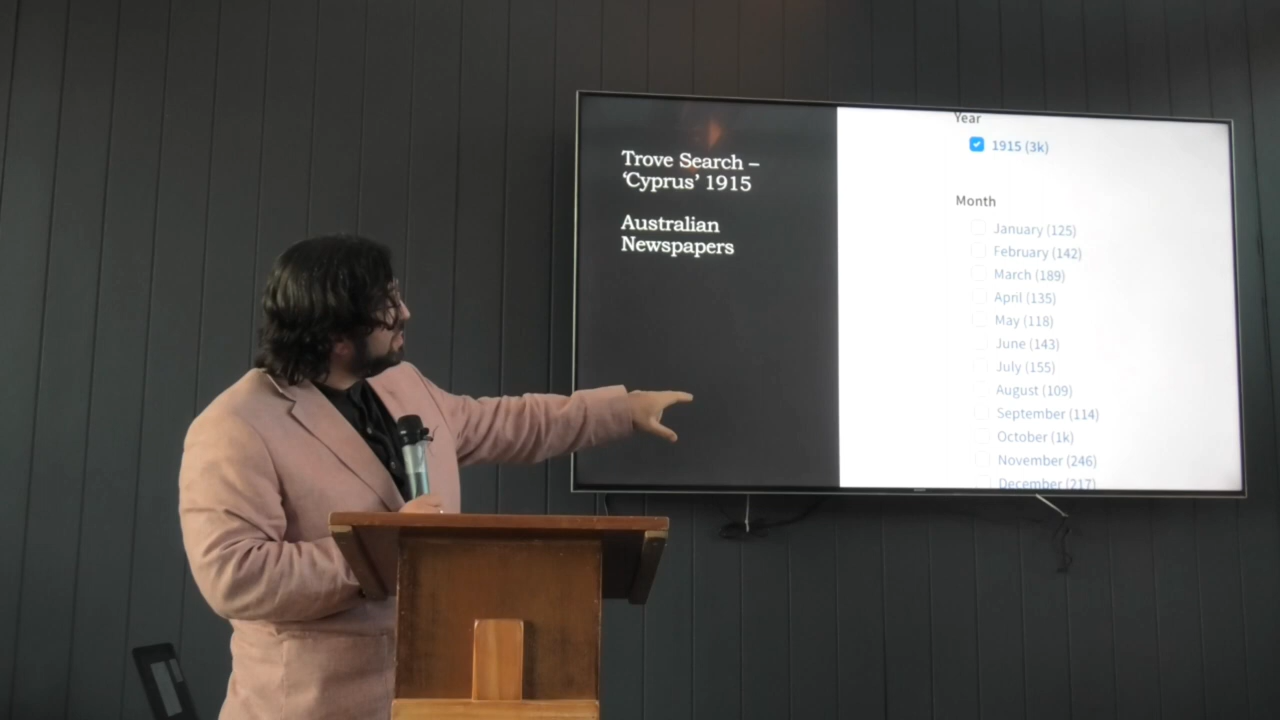 Trove Search –
‘Cyprus’ 1915
Australian
Newspapers
Year
1915 (3k)
Month
January (125)
February (142)
March (189)
April (135)
May (118)
June (143)
July (155)
August (109)
September (114)
October (1k)
November (246)
December (217)